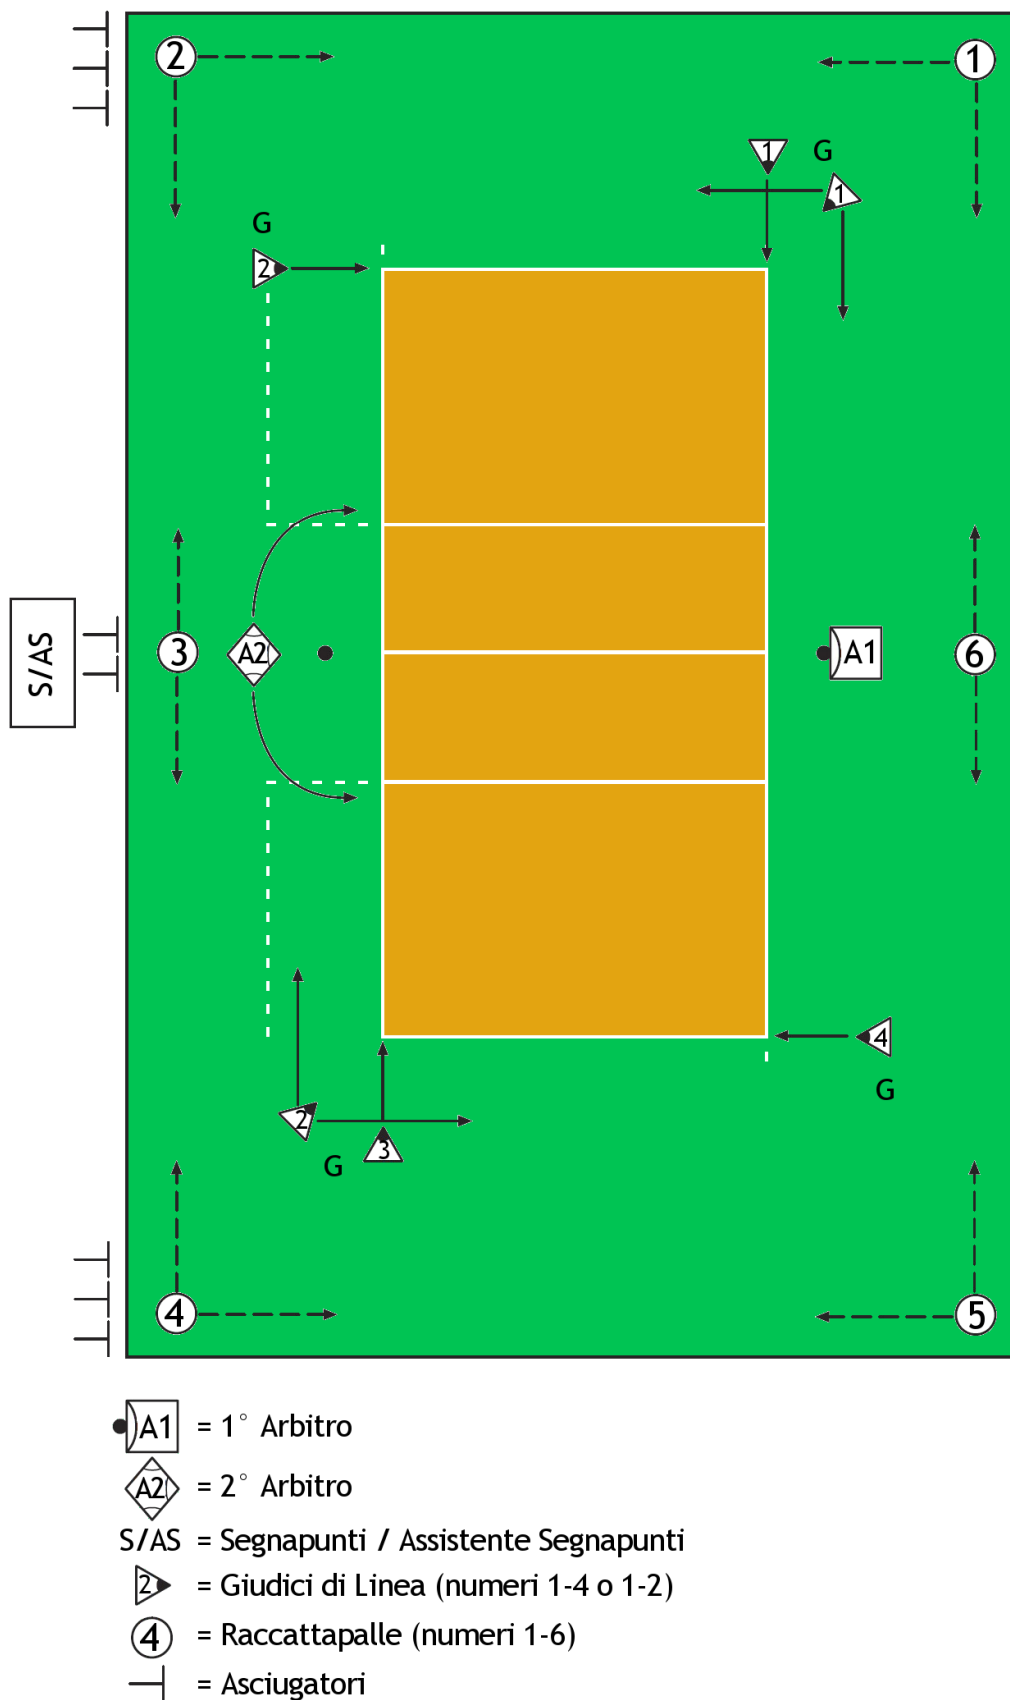 2
1
1
G
1
G
2
S/AS
3
A2
A1
6
4
G
2
3
G
4
5
A1 = 1° Arbitro
A2 = 2° Arbitro
S/AS = Segnapunti / Assistente Segnapunti
2 = Giudici di Linea (numeri 1-4 o 1-2)
4 = Raccattapalle (numeri 1-6)
= Asciugatori